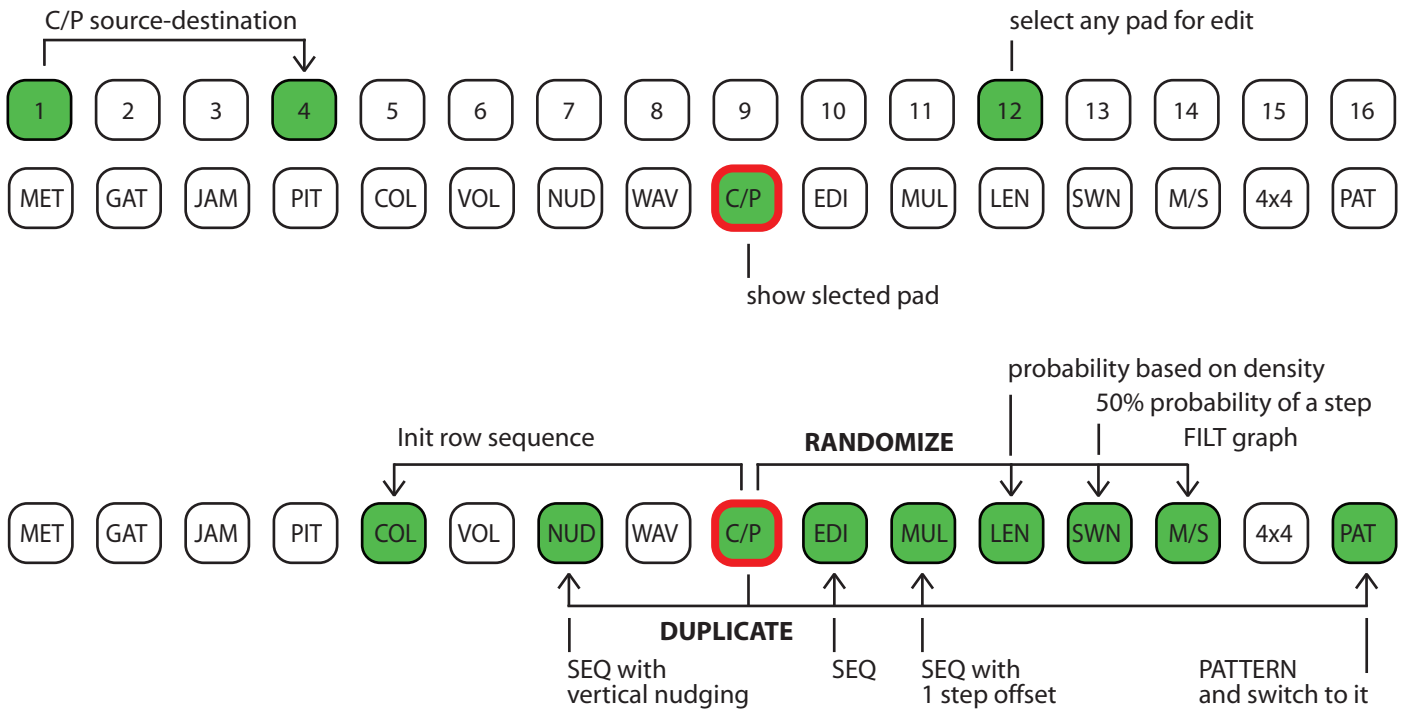 C/P source-destination
select any pad for edit
1 2 3 4 5 6 7 8 9 10 11 12 13 14 15 16
MET GAT JAM PIT COL VOL NUD WAV C/P EDI MUL LEN SWN M/S 4x4 PAT
show slected pad
probability based on density
50% probability of a step
Init row sequence
RANDOMIZE
FILT graph
MET GAT JAM PIT COL VOL NUD WAV C/P EDI MUL LEN SWN M/S 4x4 PAT
DUPLICATE
SEQ with
vertical nudging
SEQ
SEQ with
1 step offset
PATTERN
and switch to it